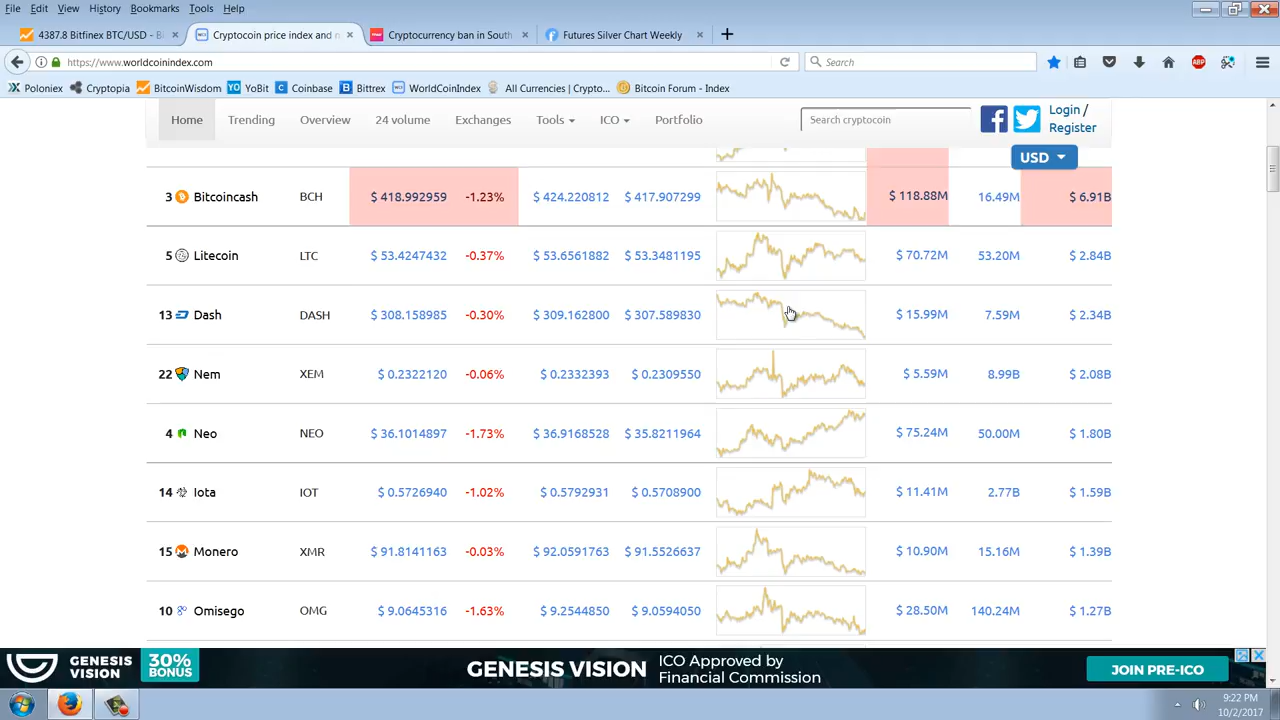 File Edit View History Bookmarks Tools Help
4387.8 Bitfinex BTC/USD - B × Cryptocoin price index and n × Cryptocurrency ban in South × Futures Silver Chart Weekly × +
https://www.worldcoinindex.com Search ABP
Poloniex Cryptopia BitcoinWisdom YO YoBit C Coinbase B Bittrex WorldCoinIndex All Currencies | Crypto... Bitcoin Forum - Index
Home Trending Overview 24 volume Exchanges Tools ICO Portfolio Search cryptocoin Login / Register
USD
3 Bitcoincash BCH $ 418.992959 -1.23% $ 424.220812 $ 417.907299 $ 118.88M 16.49M $ 6.91B
5 Litecoin LTC $ 53.4247432 -0.37% $ 53.6561882 $ 53.3481195 $ 70.72M 53.20M $ 2.84B
13 Dash DASH $ 308.158985 -0.30% $ 309.162800 $ 307.589830 $ 15.99M 7.59M $ 2.34B
22 Nem XEM $ 0.2322120 -0.06% $ 0.2332393 $ 0.2309550 $ 5.59M 8.99B $ 2.08B
4 Neo NEO $ 36.1014897 -1.73% $ 36.9168528 $ 35.8211964 $ 75.24M 50.00M $ 1.80B
14 Iota IOT $ 0.5726940 -1.02% $ 0.5792931 $ 0.5708900 $ 11.41M 2.77B $ 1.59B
15 Monero XMR $ 91.8141163 -0.03% $ 92.0591763 $ 91.5526637 $ 10.90M 15.16M $ 1.39B
10 Omisego OMG $ 9.0645316 -1.63% $ 9.2544850 $ 9.0594050 $ 28.50M 140.24M $ 1.27B
GENESIS VISION 30% BONUS GENESIS VISION ICO Approved by Financial Commission JOIN PRE-ICO
9:22 PM
10/2/2017